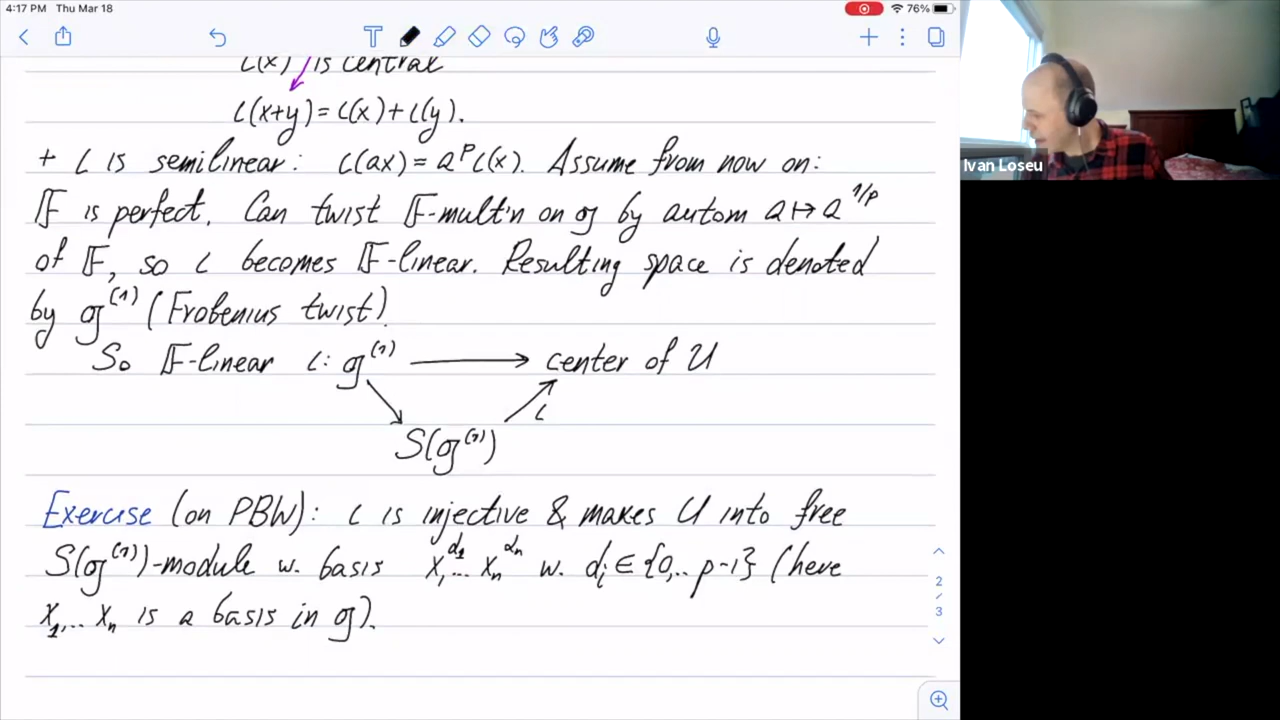 4:17 PM Thu Mar 18
76%
ι(x) is central
ι(x+y)=ι(x)+ι(y).
+ ι is semilinear: ι(ax) = a^p ι(x). Assume from now on:
𝔽 is perfect. Can twist 𝔽-mult'n on 𝔤 by autom a ↦ a^{1/p}
of 𝔽, so ι becomes 𝔽-linear. Resulting space is denoted
by 𝔤^{(1)} (Frobenius twist)
So 𝔽-linear ι: 𝔤^{(1)} ⟶ center of U
ι
S(𝔤^{(1)})
Exercise (on PBW): ι is injective & makes U into free
S(𝔤^{(1)})-module w. basis x_1^{d_1}... x_n^{d_n} w. d_i ∈ {0,.. p-1} (here
x_1,... x_n is a basis in 𝔤).
2
/
3
Ivan Loseu